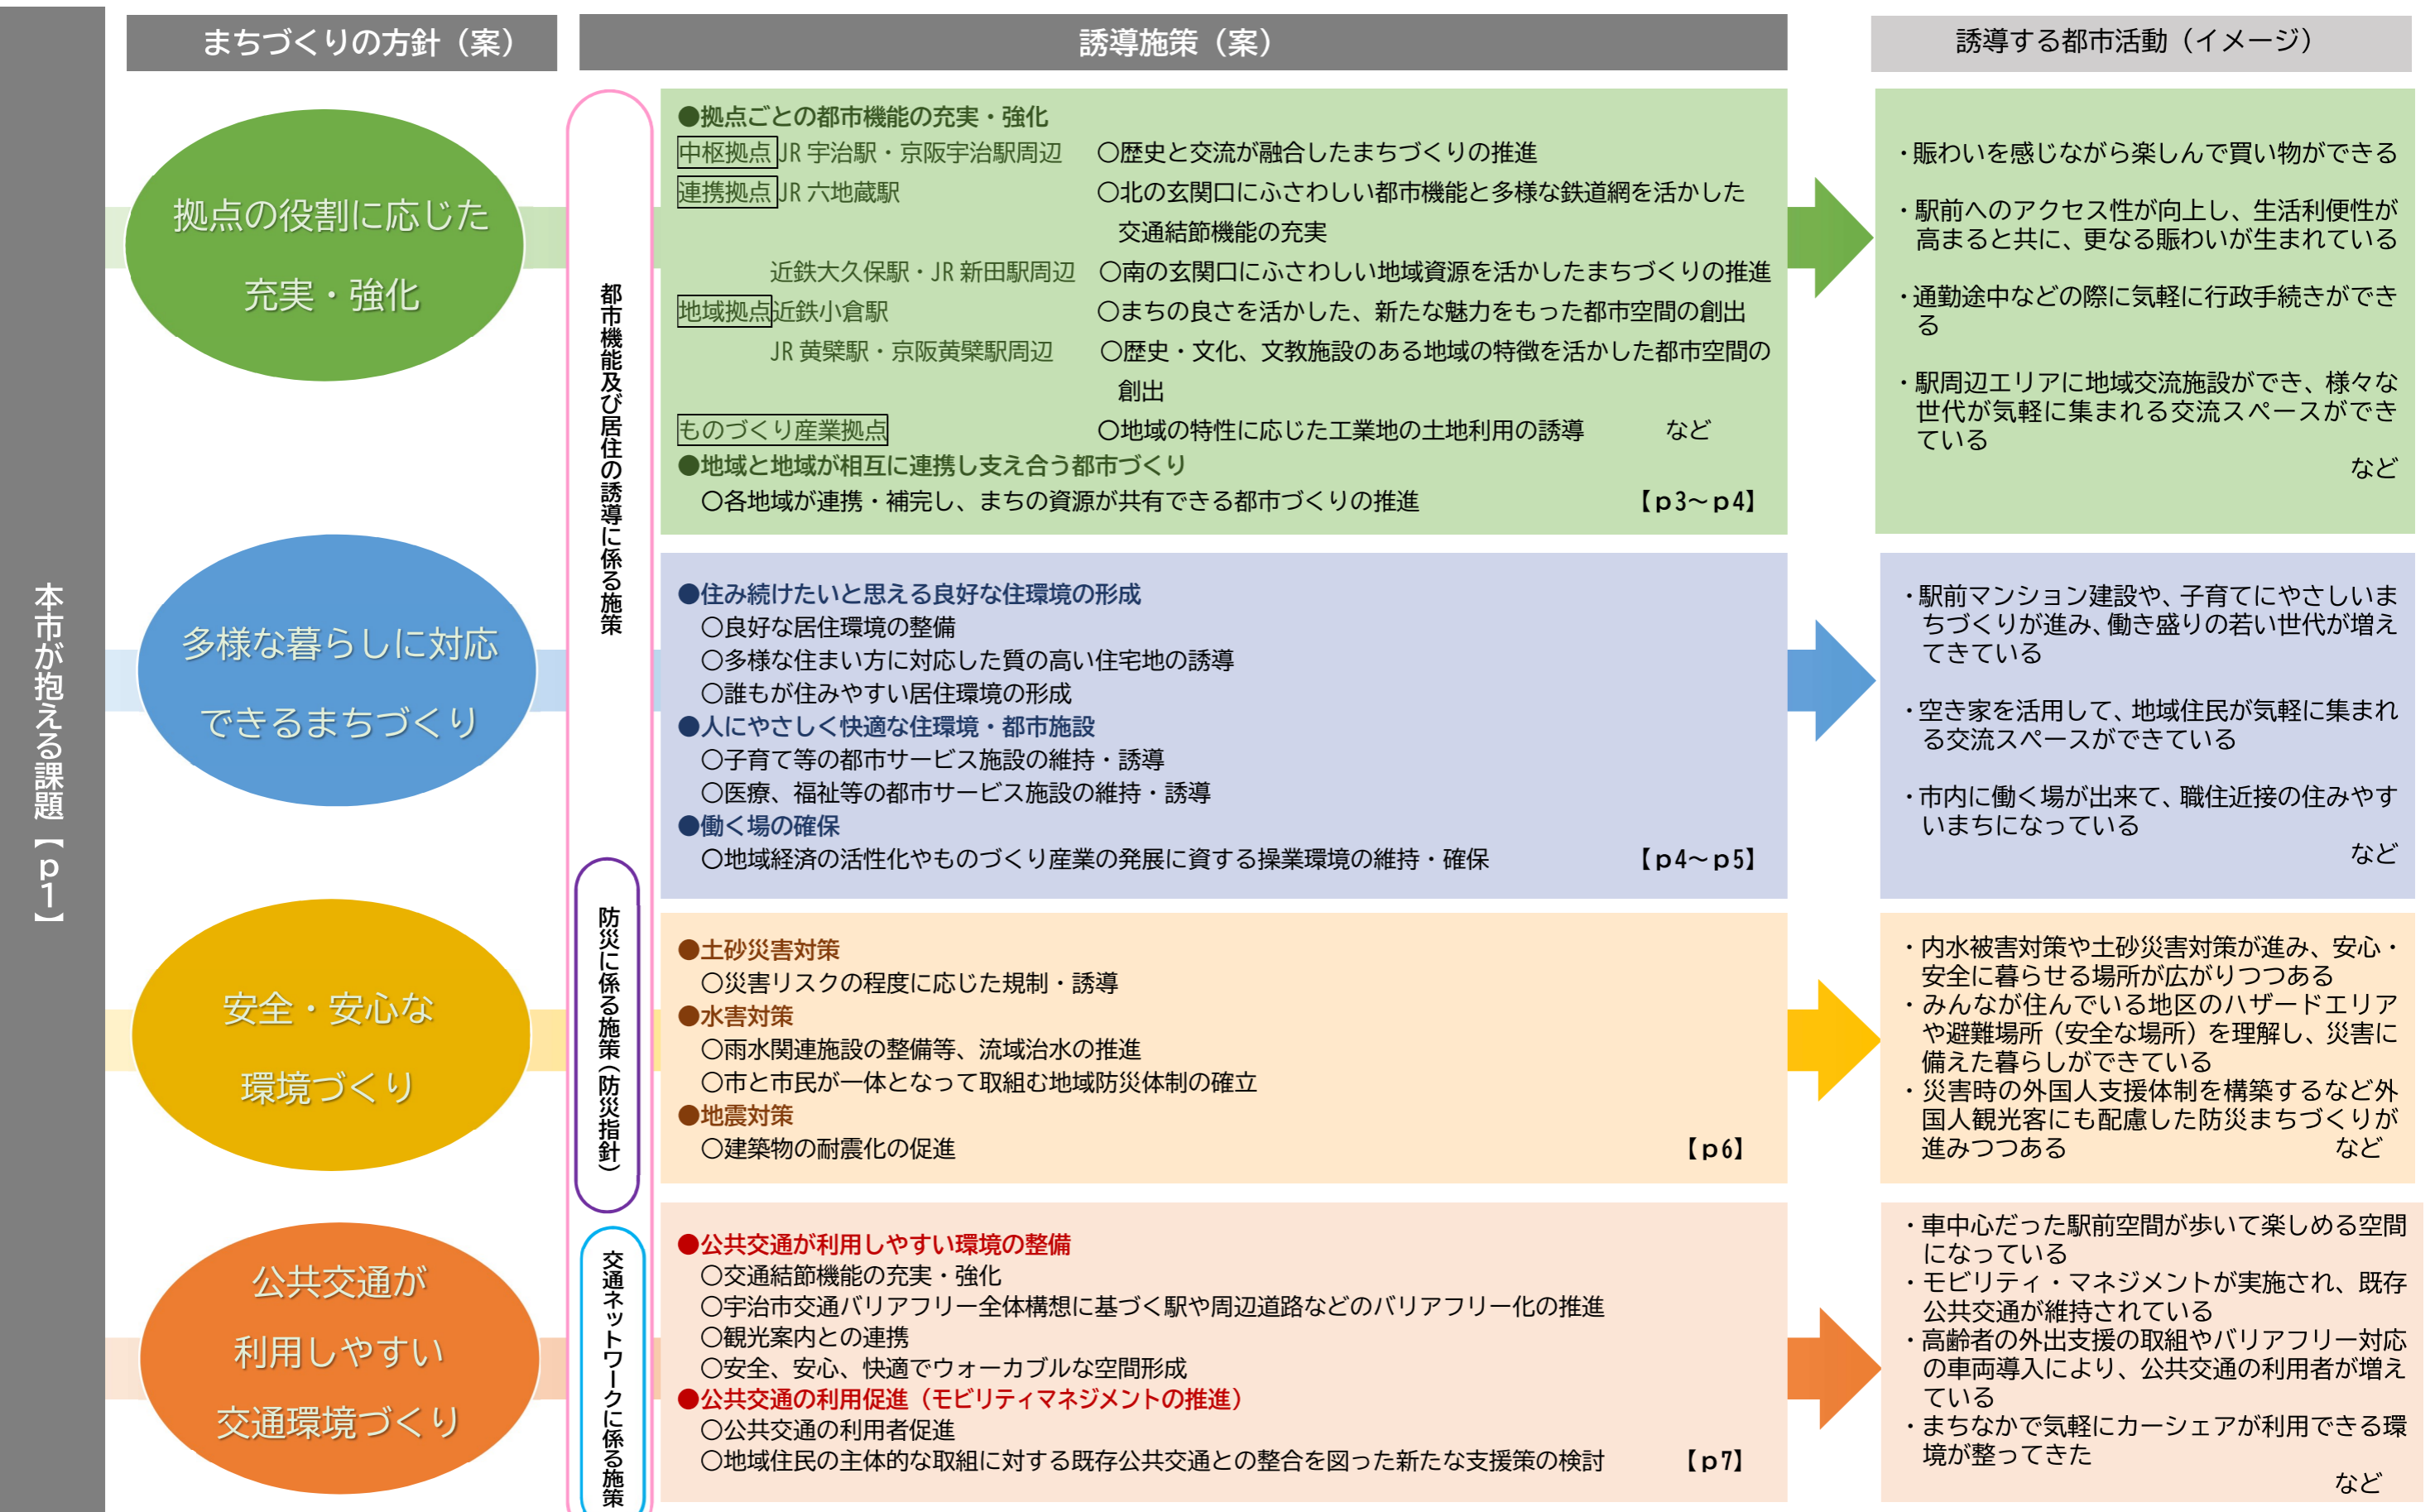 まちづくりの方針（案）
誘導施策（案）
誘導する都市活動（イメージ）
本市が抱える課題【p1】
拠点の役割に応じた
充実・強化
都市機能及び居住の誘導に係る施策
●拠点ごとの都市機能の充実・強化
中枢拠点 JR 宇治駅・京阪宇治駅周辺 〇歴史と交流が融合したまちづくりの推進
連携拠点 JR 六地蔵駅 〇北の玄関口にふさわしい都市機能と多様な鉄道網を活かした
交通結節機能の充実
近鉄大久保駅・JR 新田駅周辺 〇南の玄関口にふさわしい地域資源を活かしたまちづくりの推進
地域拠点 近鉄小倉駅 〇まちの良さを活かした、新たな魅力をもった都市空間の創出
JR 黄檗駅・京阪黄檗駅周辺 〇歴史・文化、文教施設のある地域の特徴を活かした都市空間の
創出
ものづくり産業拠点 〇地域の特性に応じた工業地の土地利用の誘導 など
●地域と地域が相互に連携し支え合う都市づくり
〇各地域が連携・補完し、まちの資源が共有できる都市づくりの推進 【p3～p4】
・賑わいを感じながら楽しんで買い物ができる
・駅前へのアクセス性が向上し、生活利便性が
高まると共に、更なる賑わいが生まれている
・通勤途中などの際に気軽に行政手続きができ
る
・駅周辺エリアに地域交流施設ができ、様々な
世代が気軽に集まれる交流スペースができ
ている
など
多様な暮らしに対応
できるまちづくり
●住み続けたいと思える良好な住環境の形成
〇良好な居住環境の整備
〇多様な住まい方に対応した質の高い住宅地の誘導
〇誰もが住みやすい居住環境の形成
●人にやさしく快適な住環境・都市施設
〇子育て等の都市サービス施設の維持・誘導
〇医療、福祉等の都市サービス施設の維持・誘導
●働く場の確保
〇地域経済の活性化やものづくり産業の発展に資する操業環境の維持・確保 【p4～p5】
・駅前マンション建設や、子育てにやさしいま
ちづくりが進み、働き盛りの若い世代が増え
てきている
・空き家を活用して、地域住民が気軽に集まれ
る交流スペースができている
・市内に働く場が出来て、職住近接の住みやす
いまちになっている
など
安全・安心な
環境づくり
防災に係る施策（防災指針）
●土砂災害対策
〇災害リスクの程度に応じた規制・誘導
●水害対策
〇雨水関連施設の整備等、流域治水の推進
〇市と市民が一体となって取組む地域防災体制の確立
●地震対策
〇建築物の耐震化の促進 【p6】
・内水被害対策や土砂災害対策が進み、安心・
安全に暮らせる場所が広がりつつある
・みんなが住んでいる地区のハザードエリア
や避難場所（安全な場所）を理解し、災害に
備えた暮らしができている
・災害時の外国人支援体制を構築するなど外
国人観光客にも配慮した防災まちづくりが
進みつつある など
公共交通が
利用しやすい
交通環境づくり
交通ネットワークに係る施策
●公共交通が利用しやすい環境の整備
〇交通結節機能の充実・強化
〇宇治市交通バリアフリー全体構想に基づく駅や周辺道路などのバリアフリー化の推進
〇観光案内との連携
〇安全、安心、快適でウォーカブルな空間形成
●公共交通の利用促進（モビリティマネジメントの推進）
〇公共交通の利用者促進
〇地域住民の主体的な取組に対する既存公共交通との整合を図った新たな支援策の検討 【p7】
・車中心だった駅前空間が歩いて楽しめる空間
になっている
・モビリティ・マネジメントが実施され、既存
公共交通が維持されている
・高齢者の外出支援の取組やバリアフリー対応
の車両導入により、公共交通の利用者が増え
ている
・まちなかで気軽にカーシェアが利用できる環
境が整ってきた
など